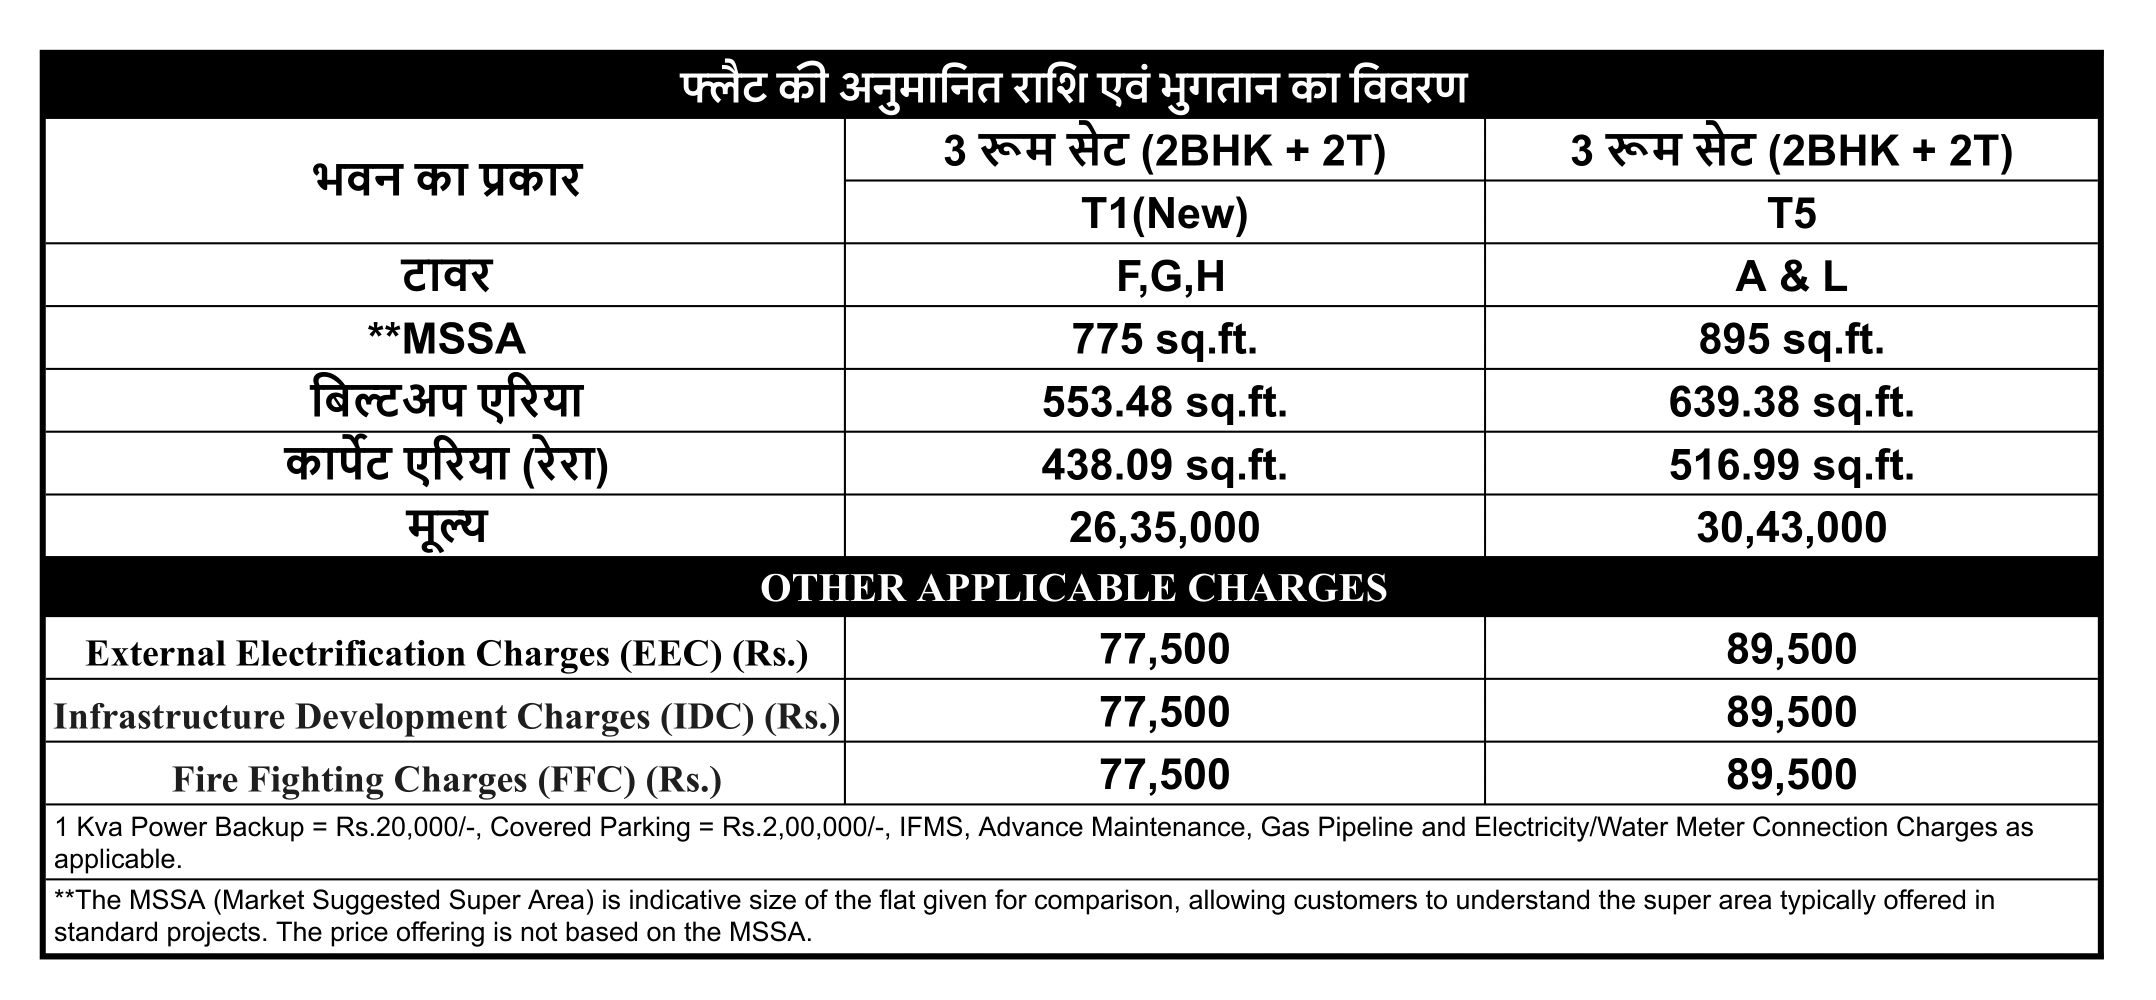 फ्लैट की अनुमानित राशि एवं भुगतान का विवरण
भवन का प्रकार
3 रूम सेट (2BHK + 2T)
3 रूम सेट (2BHK + 2T)
T1(New)
T5
टावर
F,G,H
A & L
**MSSA
775 sq.ft.
895 sq.ft.
बिल्टअप एरिया
553.48 sq.ft.
639.38 sq.ft.
कार्पेट एरिया (रेरा)
438.09 sq.ft.
516.99 sq.ft.
मूल्य
26,35,000
30,43,000
OTHER APPLICABLE CHARGES
External Electrification Charges (EEC) (Rs.)
77,500
89,500
Infrastructure Development Charges (IDC) (Rs.)
77,500
89,500
Fire Fighting Charges (FFC) (Rs.)
77,500
89,500
1 Kva Power Backup = Rs.20,000/-, Covered Parking = Rs.2,00,000/-, IFMS, Advance Maintenance, Gas Pipeline and Electricity/Water Meter Connection Charges as
applicable.
**The MSSA (Market Suggested Super Area) is indicative size of the flat given for comparison, allowing customers to understand the super area typically offered in
standard projects. The price offering is not based on the MSSA.